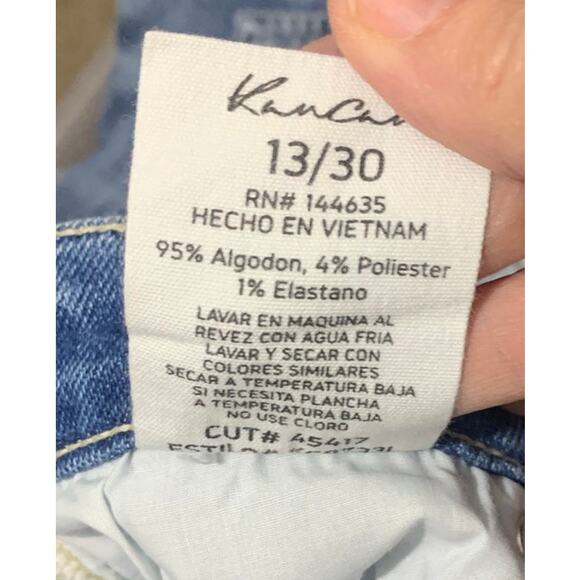 KanCan
13/30
RN# 144635
HECHO EN VIETNAM
95% Algodon, 4% Poliester
1% Elastano
LAVAR EN MAQUINA AL
REVEZ CON AGUA FRIA
LAVAR Y SECAR CON
COLORES SIMILARES
SECAR A TEMPERATURA BAJA
SI NECESITA PLANCHA
A TEMPERATURA BAJA
NO USE CLORO
CUT# 45417
ESTILO#